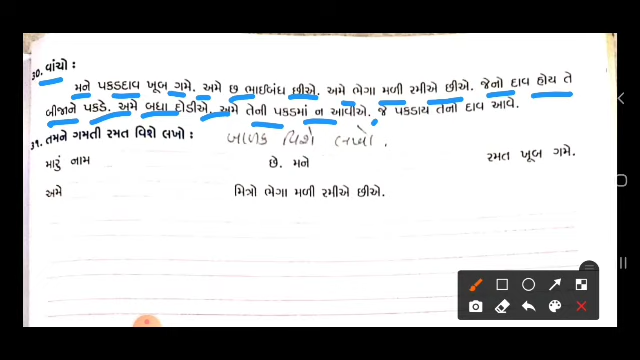 ૩૦. વાંચો :
મને પકડદાવ ખૂબ ગમે. અમે છ ભાઈબંધ છીએ. અમે ભેગા મળી રમીએ છીએ. જેનો દાવ હોય તે
બીજાને પકડે. અમે બધા દોડીએ. અમે તેની પકડમાં ન આવીએ. જે પકડાય તેનો દાવ આવે.
૩૧. તમને ગમતી રમત વિશે લખો : બાળક વિશે લખો.
મારું નામ છે. મને રમત ખૂબ ગમે.
અમે મિત્રો ભેગા મળી રમીએ છીએ.